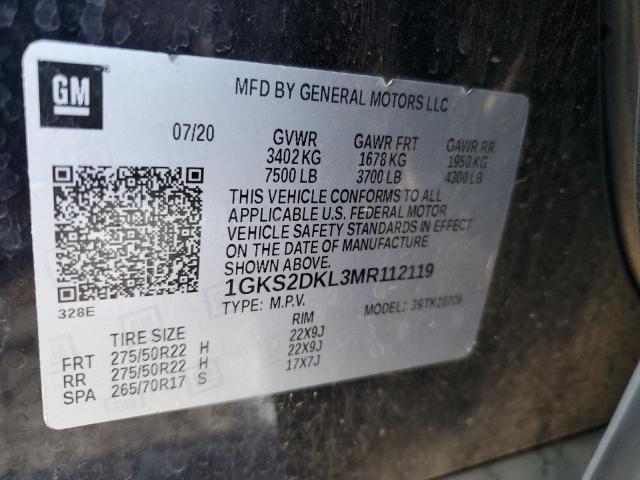 GM
MFD BY GENERAL MOTORS LLC
07/20 GVWR GAWR FRT GAWR RR
3402 KG 1678 KG 1950 KG
7500 LB 3700 LB 4300 LB
THIS VEHICLE CONFORMS TO ALL
APPLICABLE U.S. FEDERAL MOTOR
VEHICLE SAFETY STANDARDS IN EFFECT
ON THE DATE OF MANUFACTURE
SHOWN ABOVE.
1GKS2DKL3MR112119
TYPE: M.P.V. MODEL:
328E
TIRE SIZE RIM
FRT 275/50R22 H 22X9J
RR 275/50R22 H 22X9J
SPA 265/70R17 S 17X7J